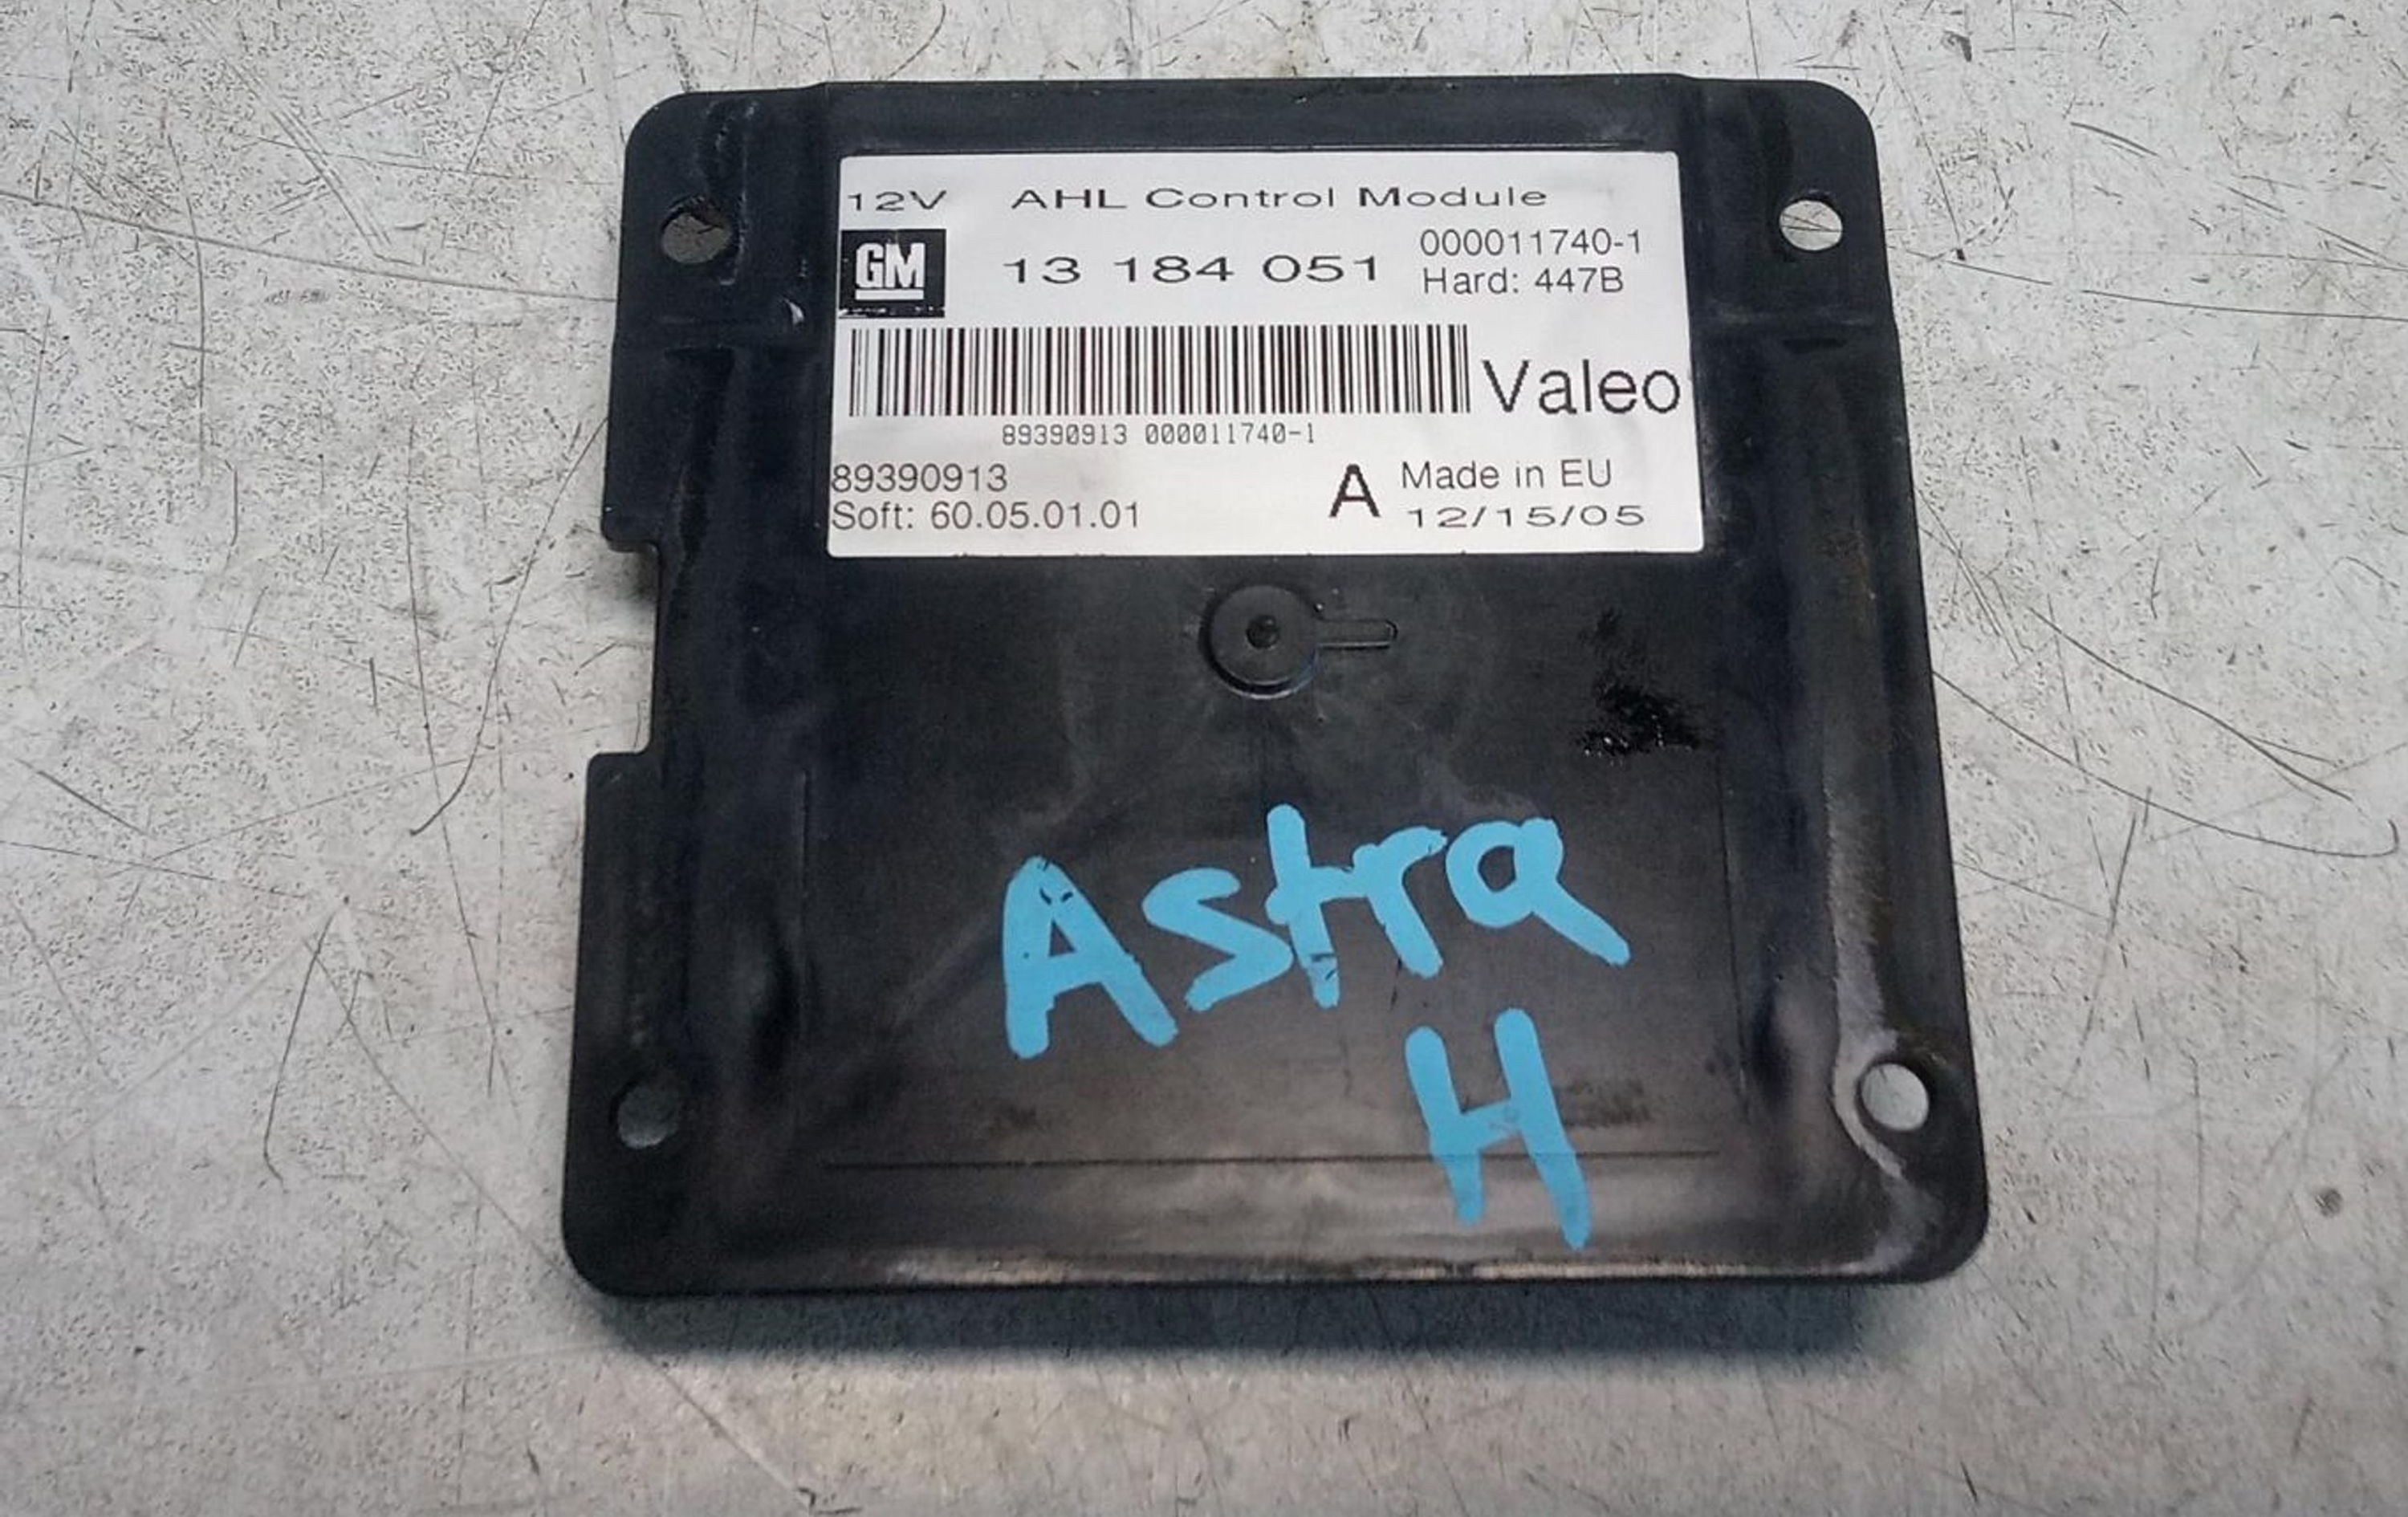 12V AHL Control Module
GM 13 184 051 000011740-1
Hard: 447B
Valeo
89390913 000011740-1
89390913 A Made in EU
Soft: 60.05.01.01 12/15/05
Astra
H